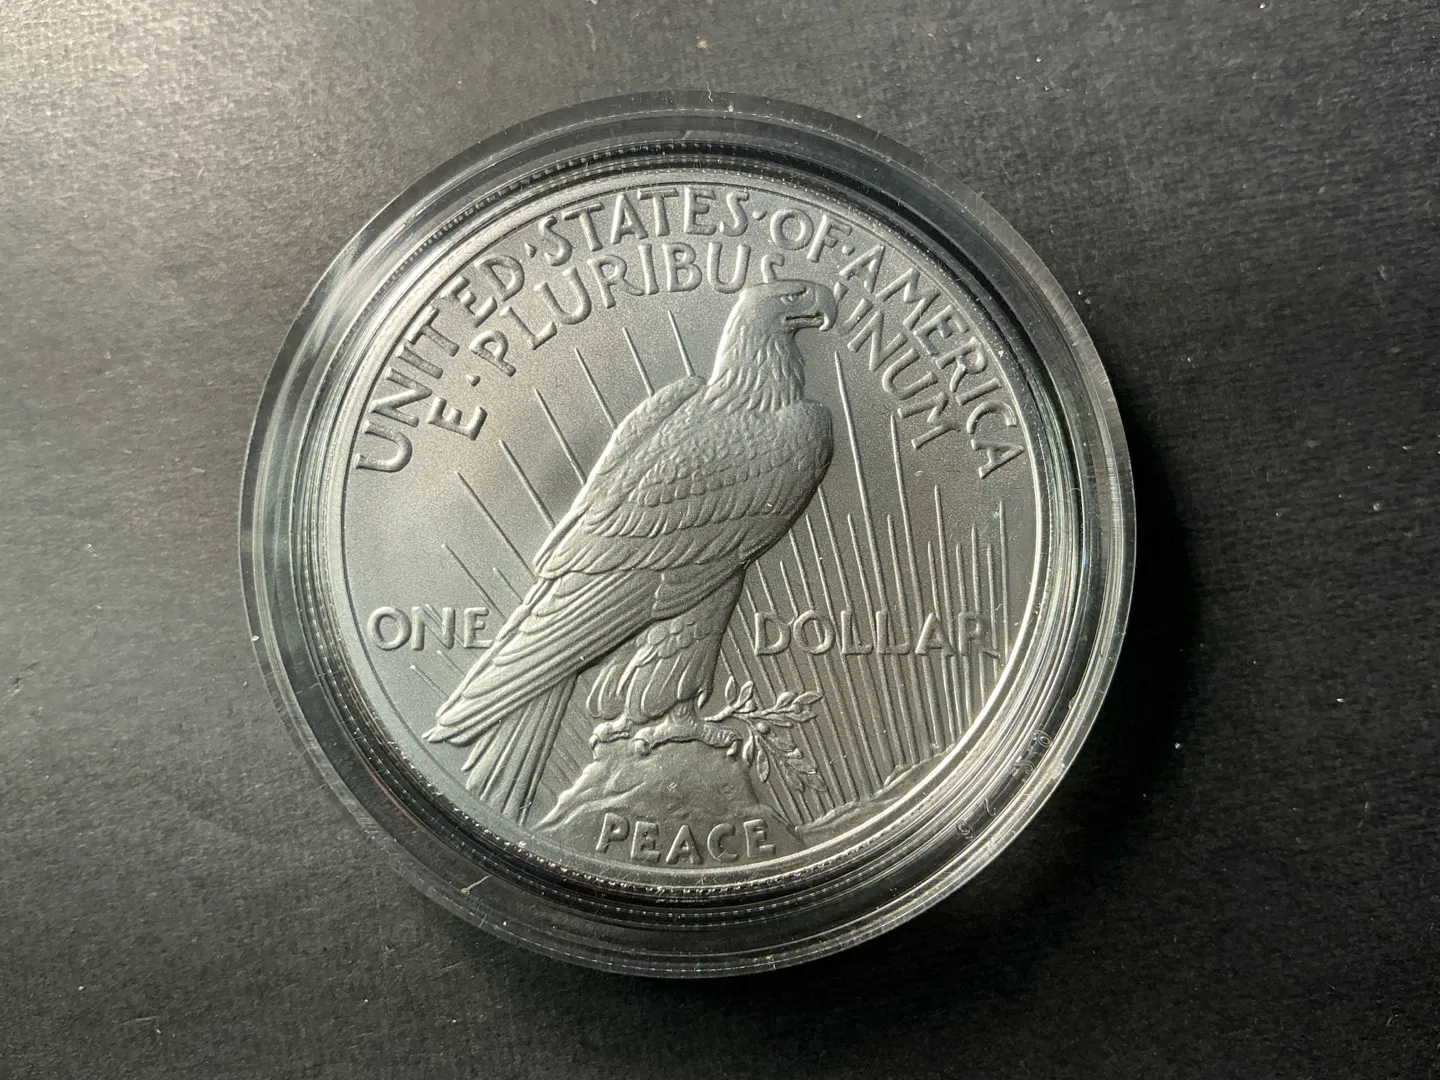 UNITED·STATES·OF·AMERICA
E·PLURIBUS UNUM
ONE DOLLAR
PEACE